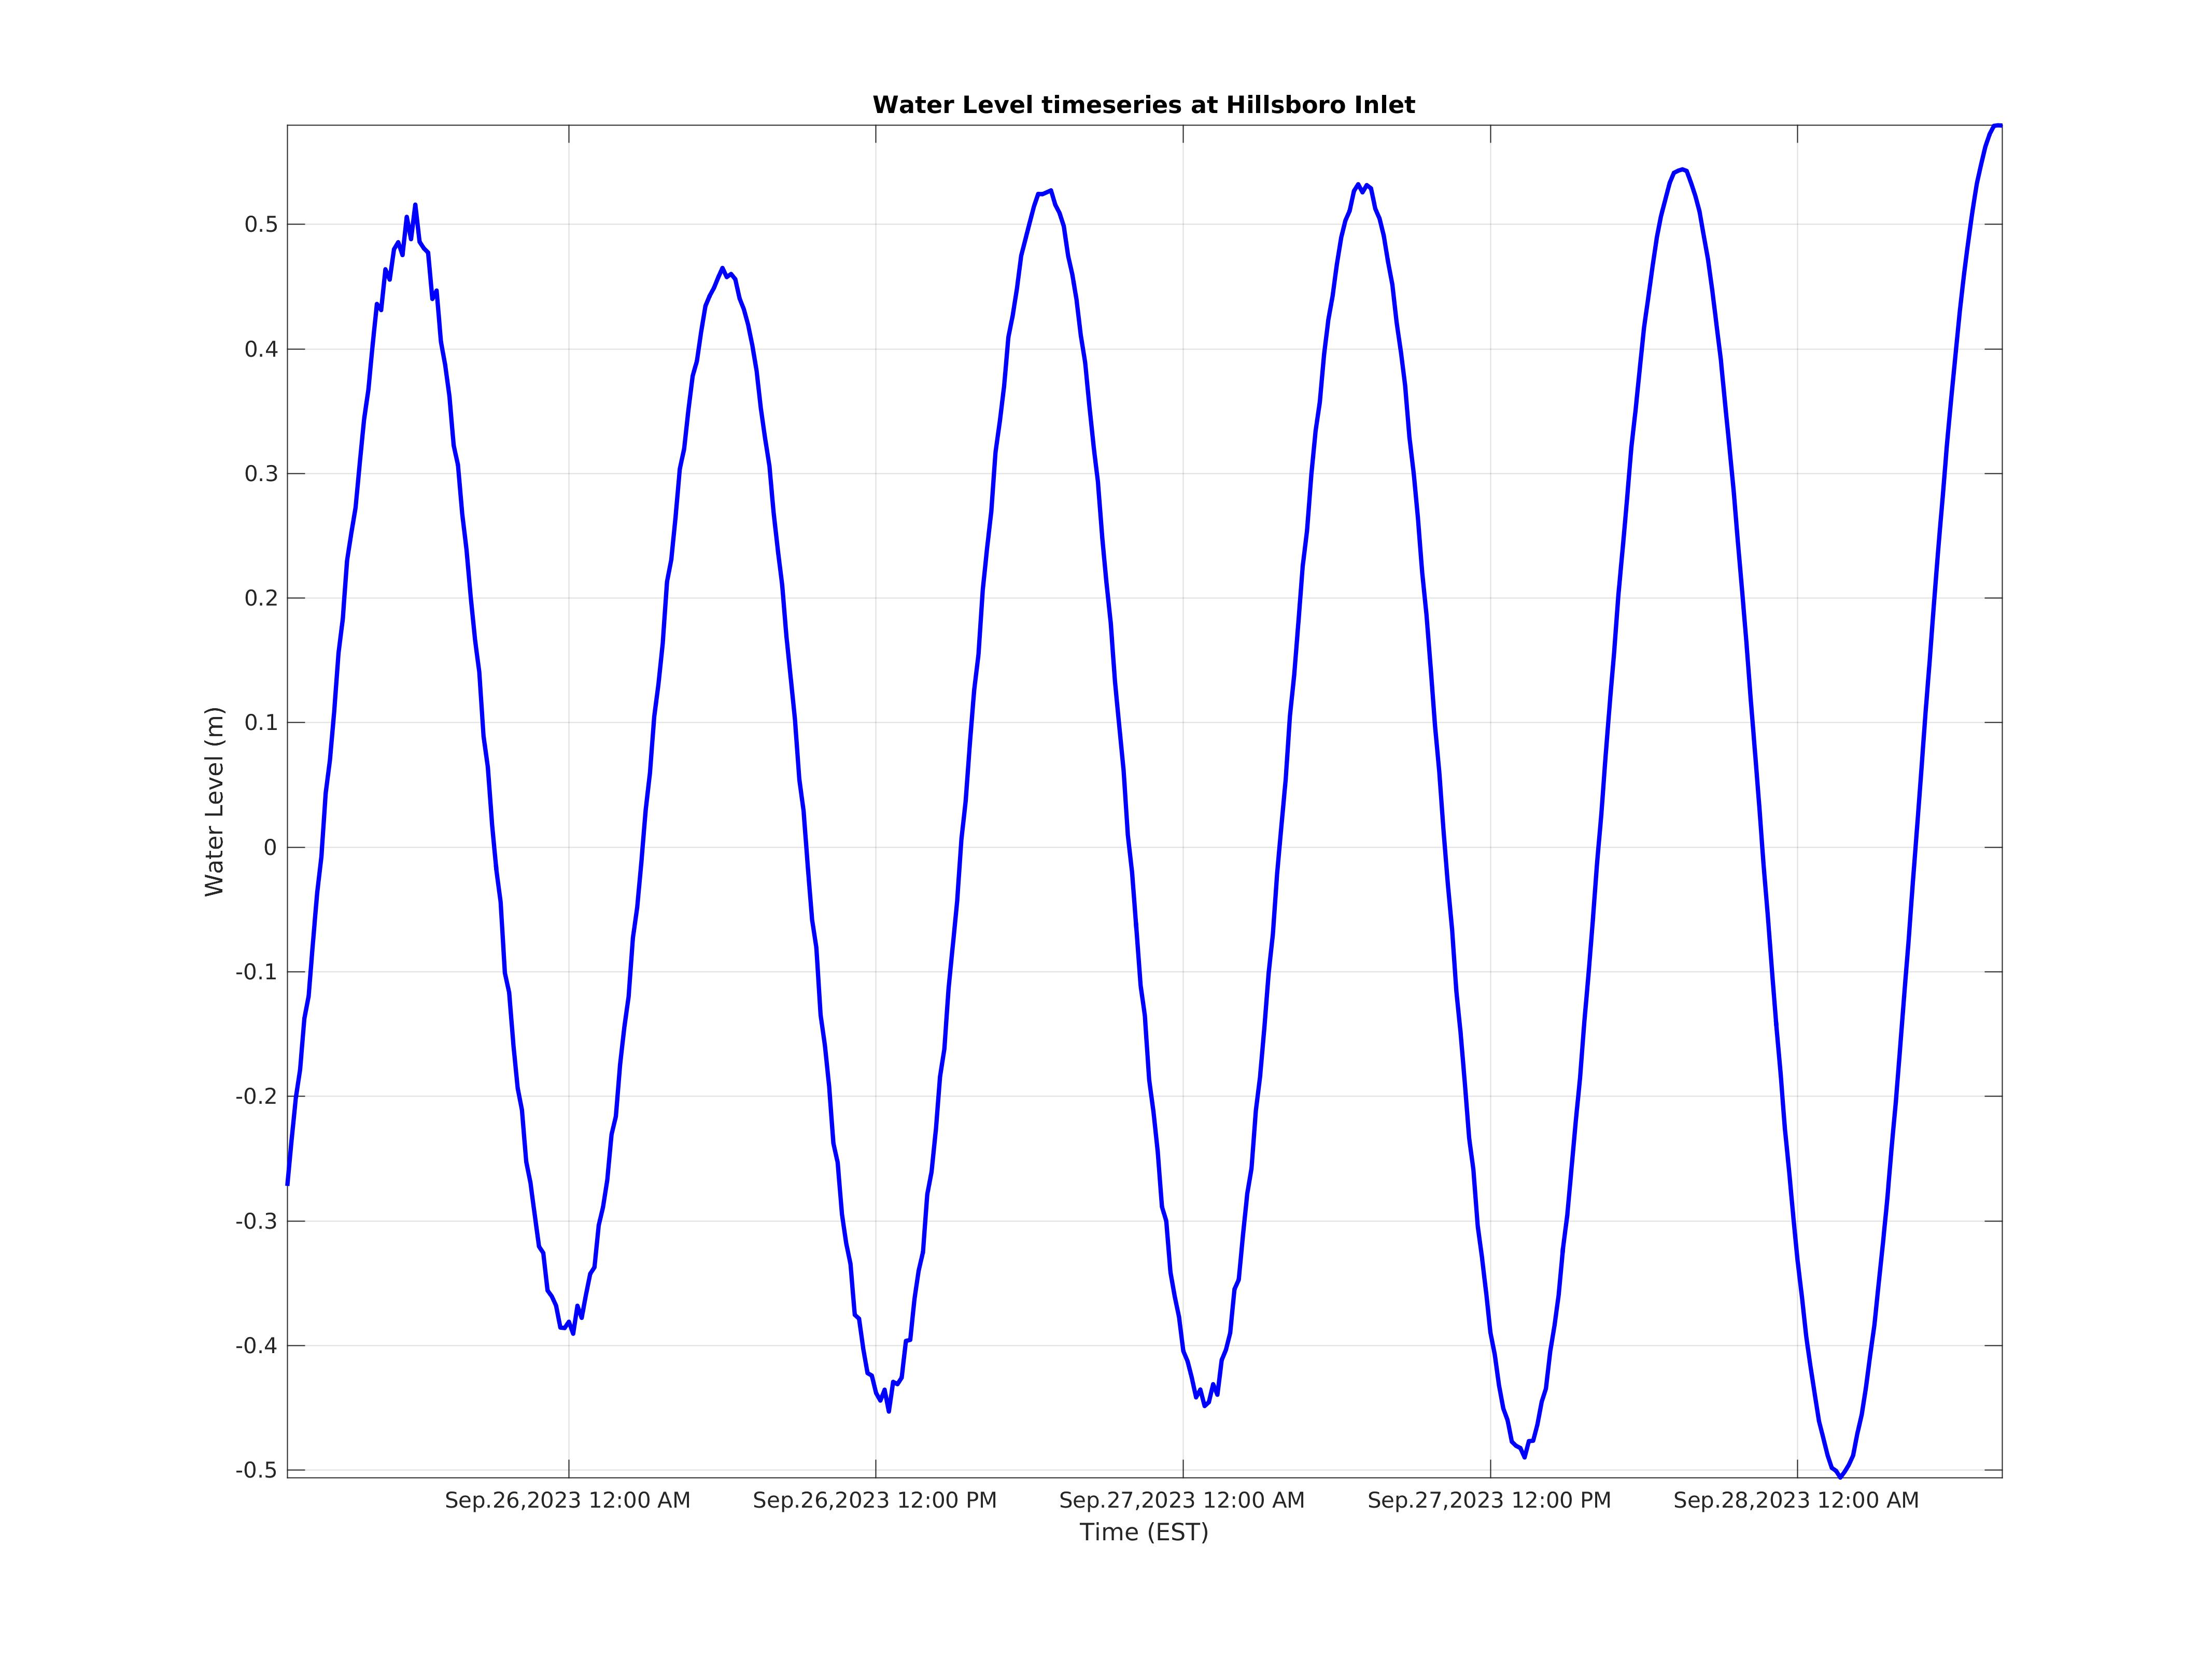 Water Level timeseries at Hillsboro Inlet
Water Level (m)
0.5
0.4
0.3
0.2
0.1
0
-0.1
-0.2
-0.3
-0.4
-0.5
Sep.26,2023 12:00 AM
Sep.26,2023 12:00 PM
Sep.27,2023 12:00 AM
Sep.27,2023 12:00 PM
Sep.28,2023 12:00 AM
Time (EST)